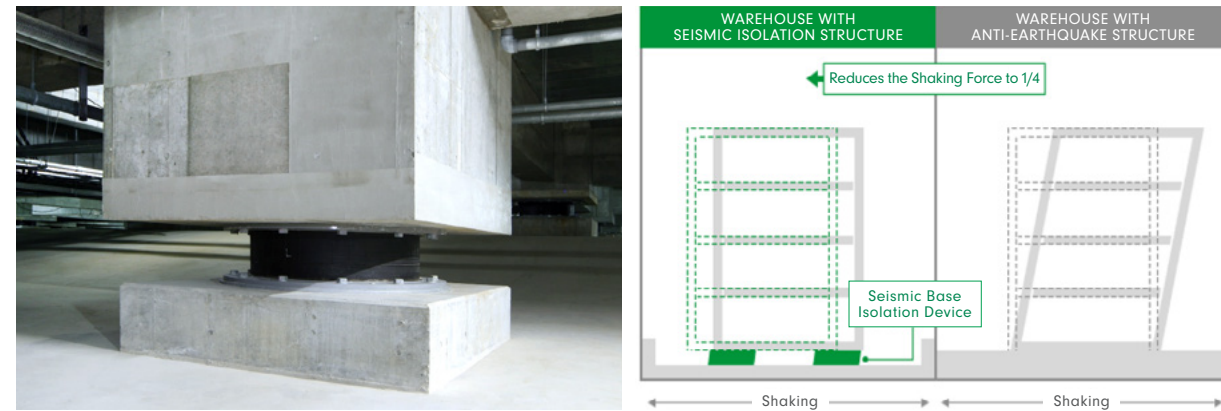 WAREHOUSE WITH
SEISMIC ISOLATION STRUCTURE
WAREHOUSE WITH
ANTI-EARTHQUAKE STRUCTURE
Reduces the Shaking Force to 1/4
Seismic Base
Isolation Device
Shaking
Shaking